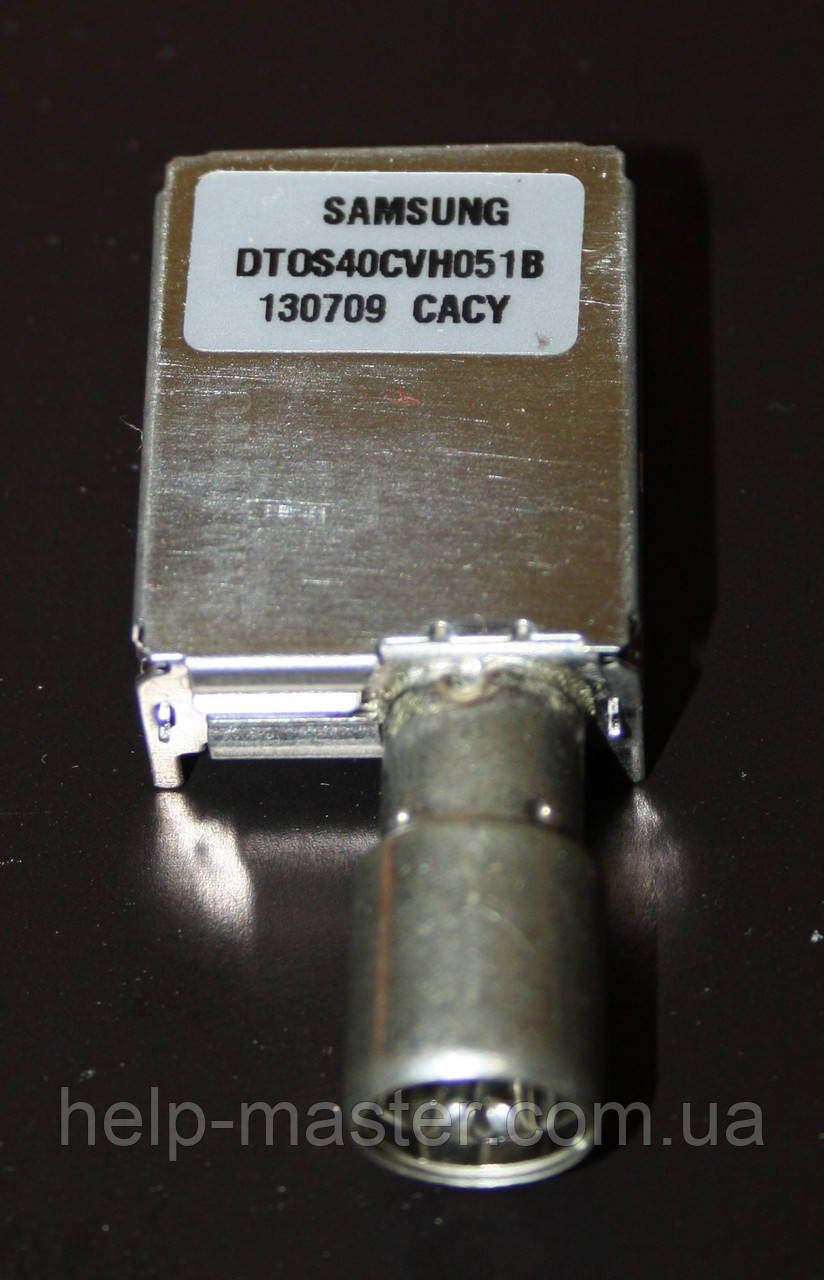 SAMSUNG
DTOS40CVH051B
130709 CACY
help-master.com.ua